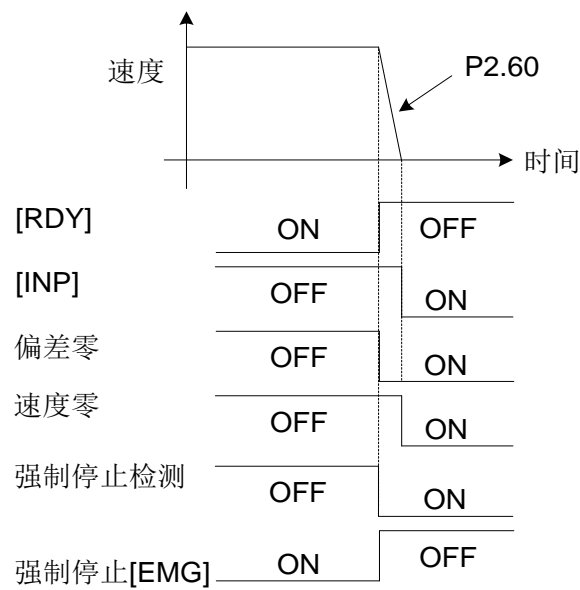 速度
P2.60
时间
[RDY] ON OFF
[INP] OFF ON
偏差零 OFF ON
速度零 OFF ON
强制停止检测 OFF ON
强制停止[EMG] ON OFF